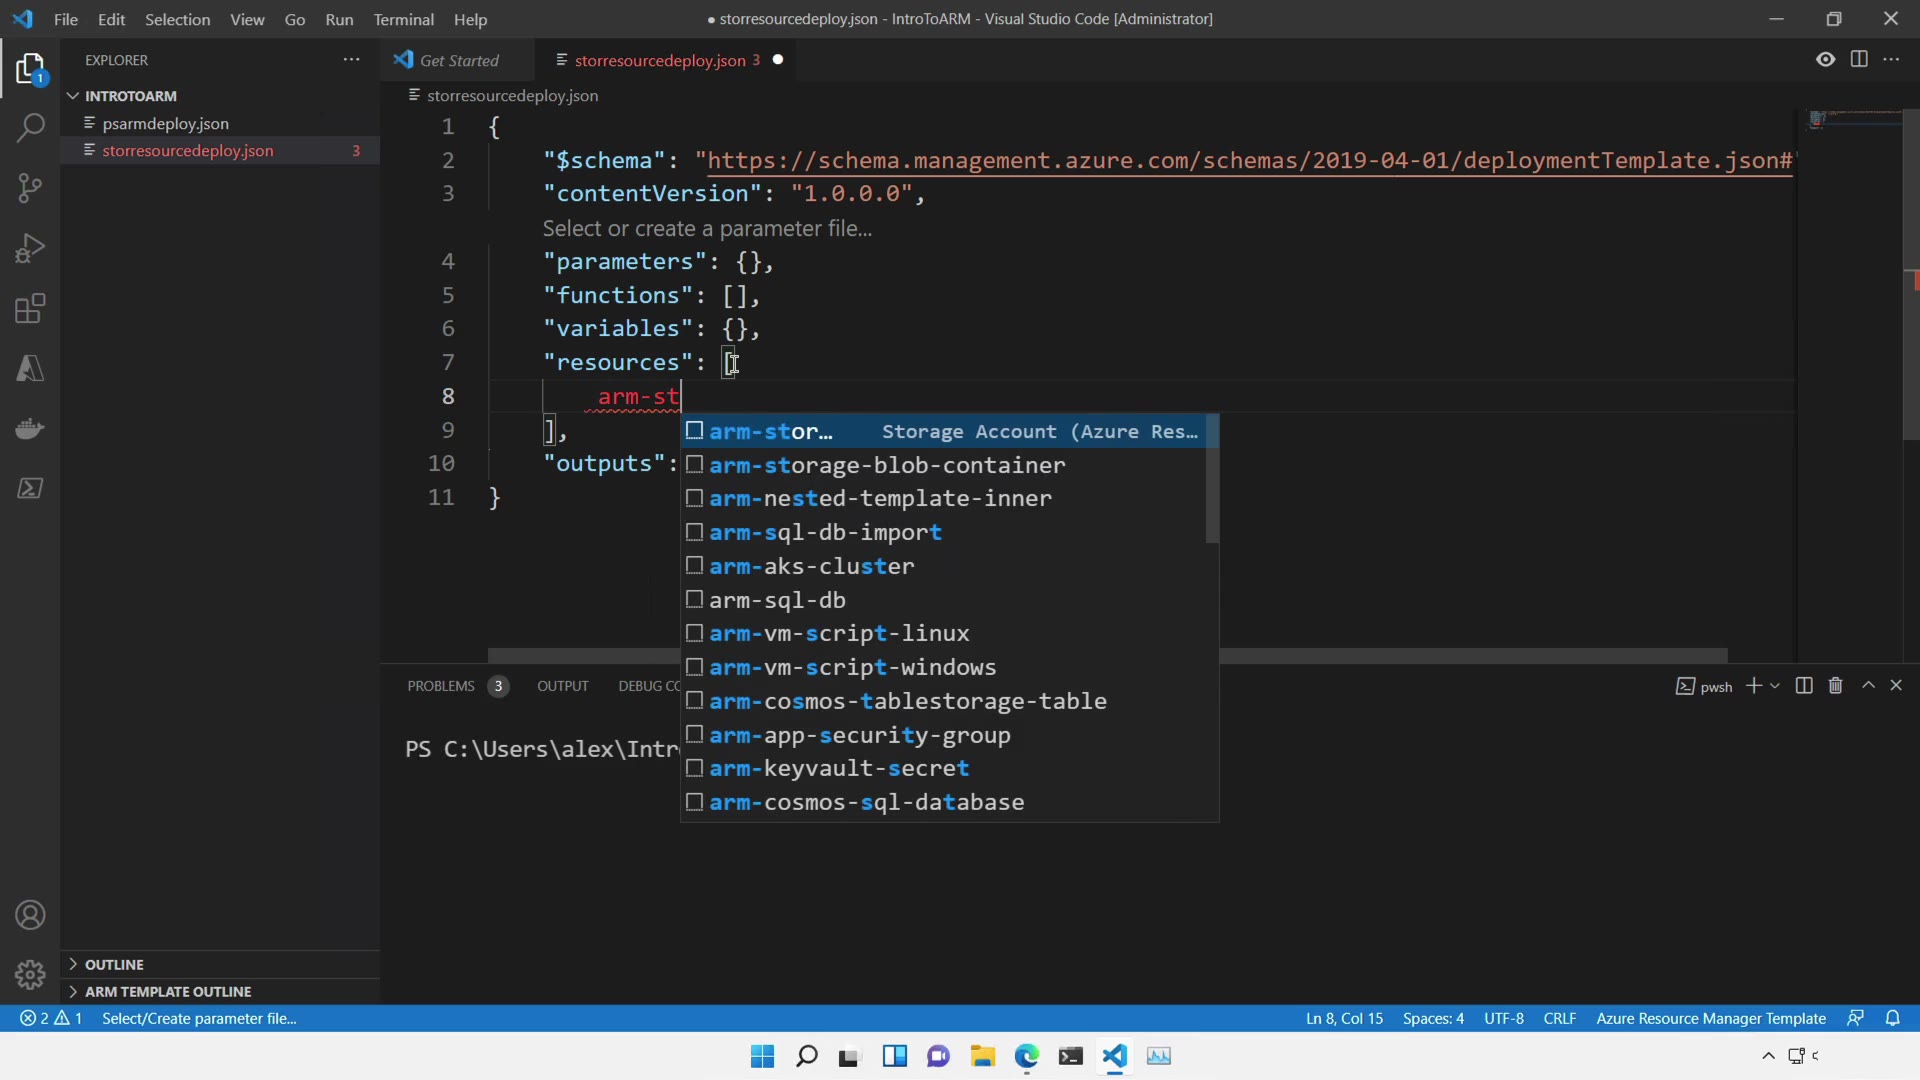 File Edit Selection View Go Run Terminal Help
● storresourcedeploy.json - IntroToARM - Visual Studio Code [Administrator]
EXPLORER
Get Started
storresourcedeploy.json 3
1
INTROTOARM
psarmdeploy.json
storresourcedeploy.json 3
storresourcedeploy.json
1 {
2 "$schema": "https://schema.management.azure.com/schemas/2019-04-01/deploymentTemplate.json#"
3 "contentVersion": "1.0.0.0",
Select or create a parameter file...
4 "parameters": {},
5 "functions": [],
6 "variables": {},
7 "resources": [
8 arm-st
9 ],
10 "outputs":
11 }
arm-stor… Storage Account (Azure Res…
arm-storage-blob-container
arm-nested-template-inner
arm-sql-db-import
arm-aks-cluster
arm-sql-db
arm-vm-script-linux
arm-vm-script-windows
arm-cosmos-tablestorage-table
arm-app-security-group
arm-keyvault-secret
arm-cosmos-sql-database
PROBLEMS 3 OUTPUT DEBUG CO
pwsh
PS C:\Users\alex\Intr
OUTLINE
ARM TEMPLATE OUTLINE
2 1 Select/Create parameter file...
Ln 8, Col 15 Spaces: 4 UTF-8 CRLF Azure Resource Manager Template